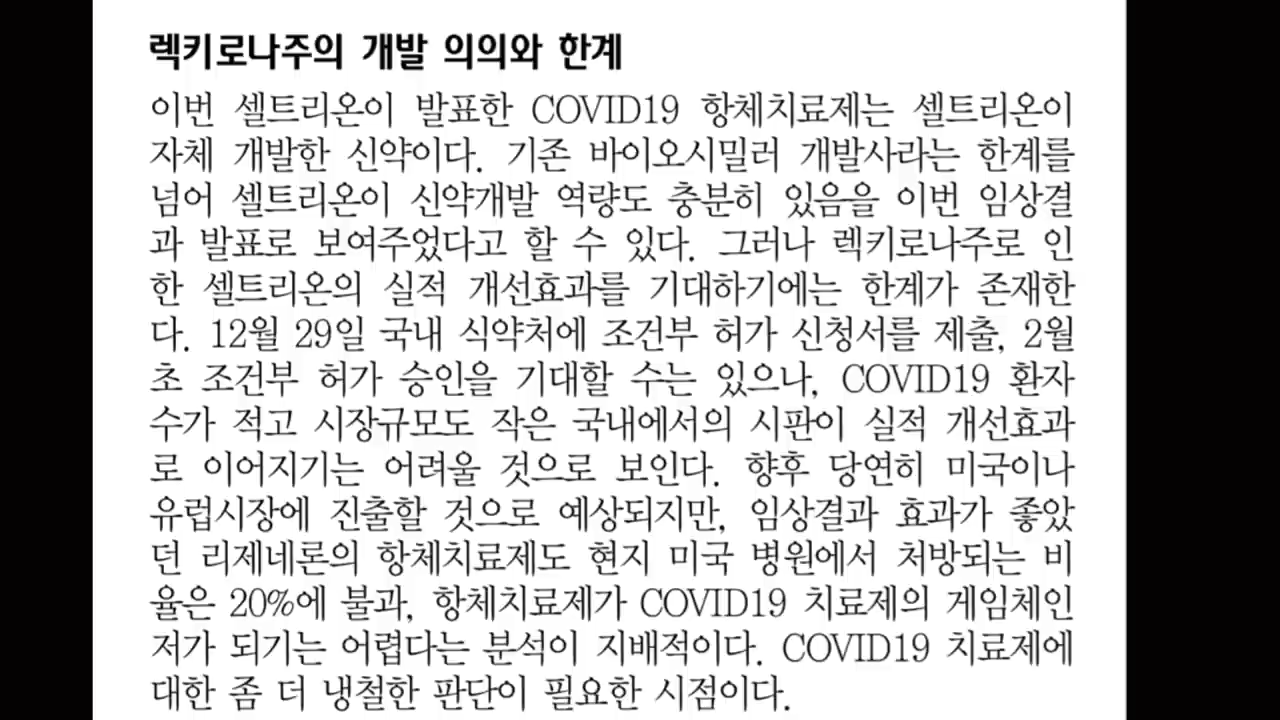 렉키로나주의 개발 의의와 한계
이번 셀트리온이 발표한 COVID19 항체치료제는 셀트리온이
자체 개발한 신약이다. 기존 바이오시밀러 개발사라는 한계를
넘어 셀트리온이 신약개발 역량도 충분히 있음을 이번 임상결
과 발표로 보여주었다고 할 수 있다. 그러나 렉키로나주로 인
한 셀트리온의 실적 개선효과를 기대하기에는 한계가 존재한
다. 12월 29일 국내 식약처에 조건부 허가 신청서를 제출, 2월
초 조건부 허가 승인을 기대할 수는 있으나, COVID19 환자
수가 적고 시장규모도 작은 국내에서의 시판이 실적 개선효과
로 이어지기는 어려울 것으로 보인다. 향후 당연히 미국이나
유럽시장에 진출할 것으로 예상되지만, 임상결과 효과가 좋았
던 리제네론의 항체치료제도 현지 미국 병원에서 처방되는 비
율은 20%에 불과, 항체치료제가 COVID19 치료제의 게임체인
저가 되기는 어렵다는 분석이 지배적이다. COVID19 치료제에
대한 좀 더 냉철한 판단이 필요한 시점이다.